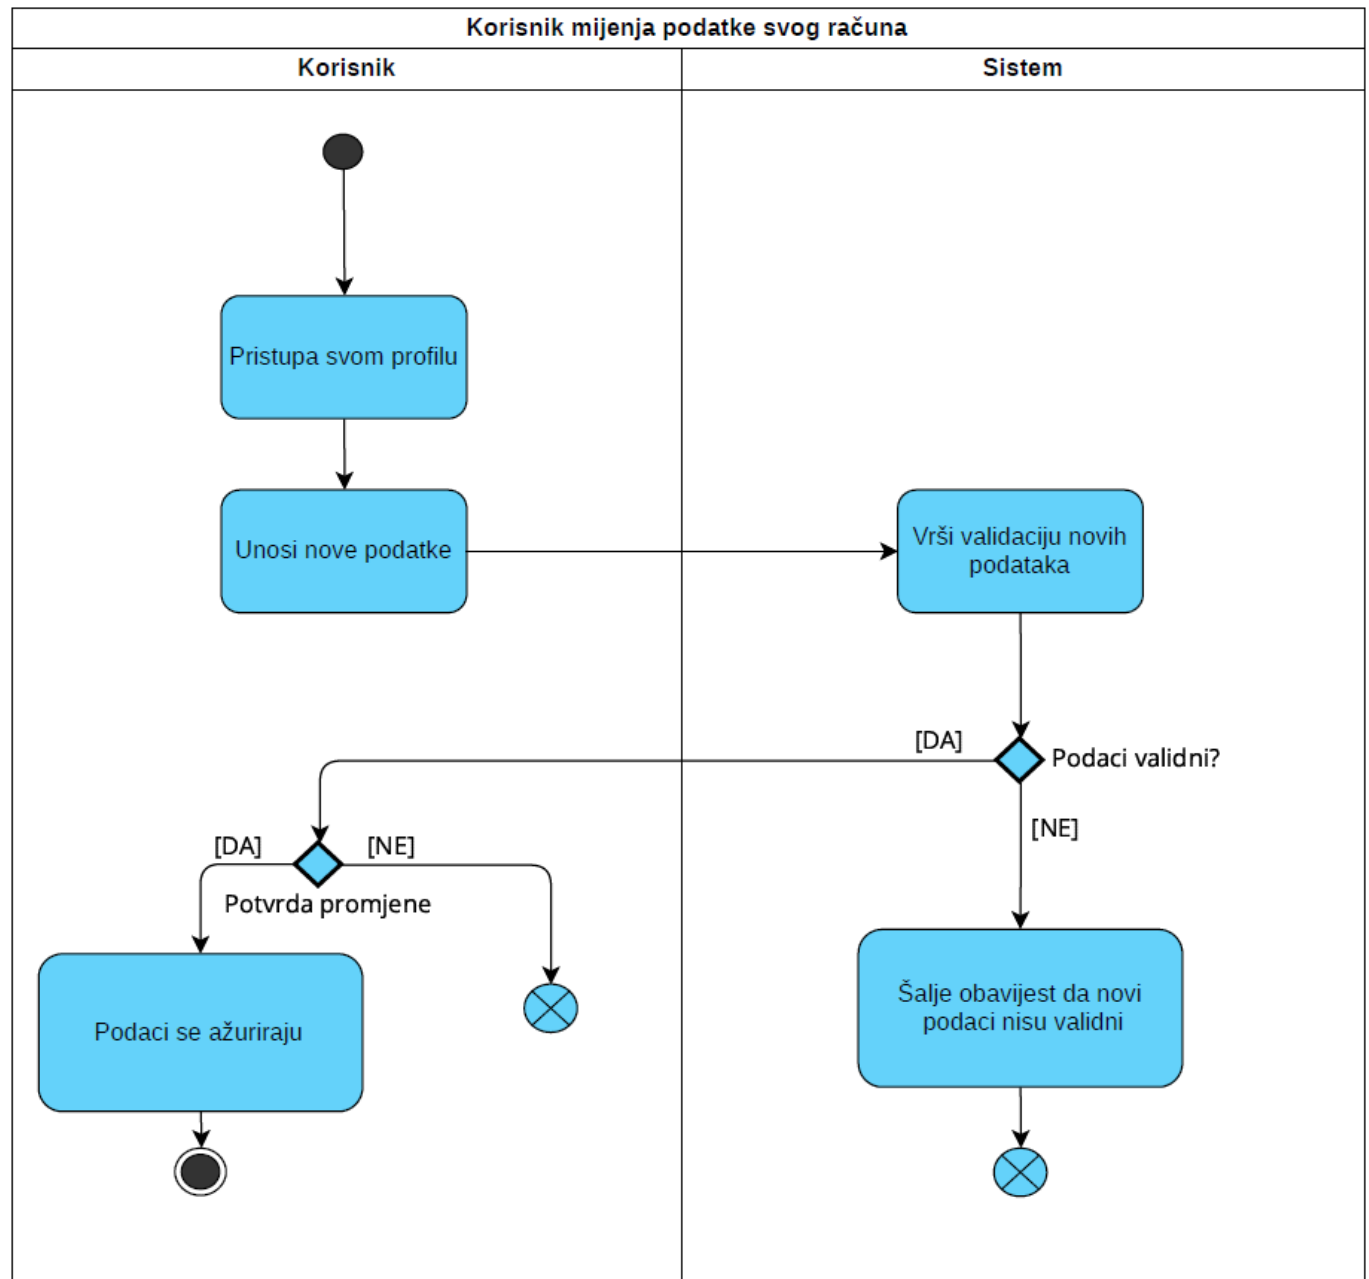 Korisnik mijenja podatke svog računa
Korisnik
Sistem
Pristupa svom profilu
Unosi nove podatke
Vrši validaciju novih
podataka
[DA]
Podaci validni?
[NE]
[DA]
[NE]
Potvrda promjene
Podaci se ažuriraju
Šalje obavijest da novi
podaci nisu validni